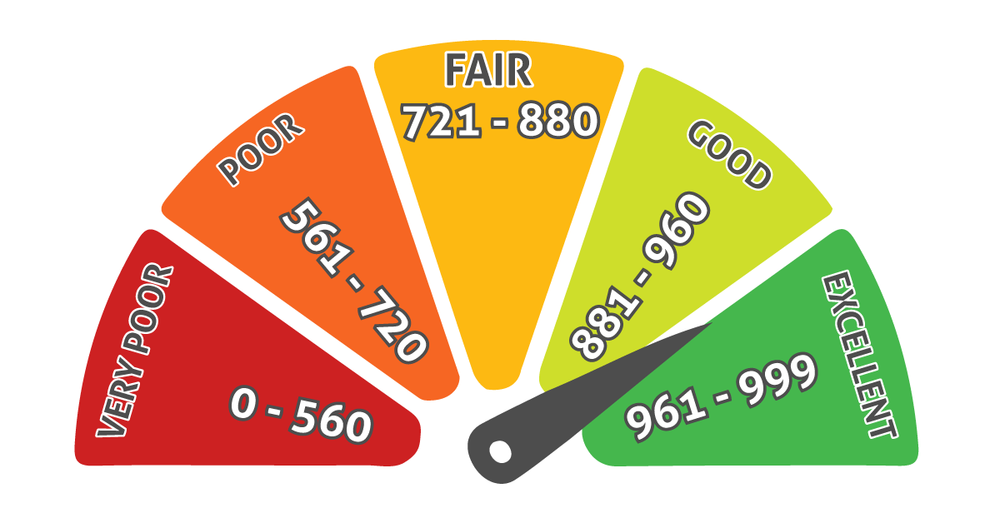 VERY POOR
0 - 560
POOR
561 - 720
FAIR
721 - 880
GOOD
881 - 960
EXCELLENT
961 - 999